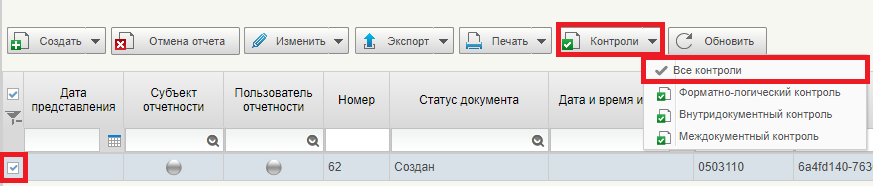 Создать
Отмена отчета
Изменить
Экспорт
Печать
Контроли
Обновить
Все контроли
Форматно-логический контроль
Внутридокументный контроль
Междокументный контроль
Дата представления
Субъект отчетности
Пользователь отчетности
Номер
Статус документа
Дата и время и
62
Создан
0503110
6a4fd140-763